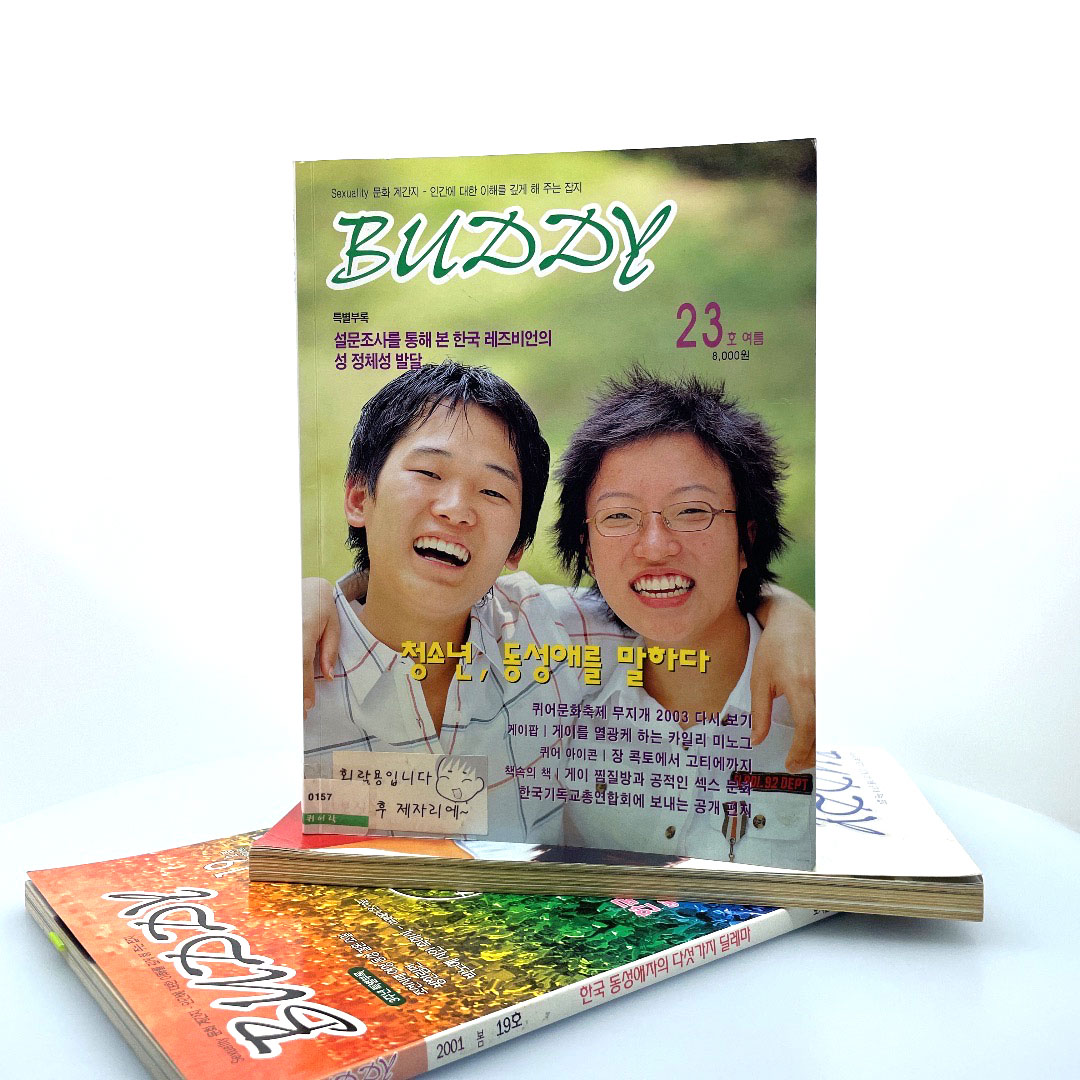 Sexuality 문화 계간지 - 인간에 대한 이해를 깊게 해 주는 잡지
BUDDY
특별부록
설문조사를 통해 본 한국 레즈비언의
성 정체성 발달
23호 여름
8,000원
청소년, 동성애를 말하다
퀴어문화축제 무지개 2003 다시 보기
케이팝 | 게이를 열광케 하는 카일리 미노그
퀴어 아이콘 | 장 콕토에서 고티에까지
책속의 책 | 게이 찜질방과 공적인 섹스 문화
한국기독교총연합회에 보내는 공개 편지
92 DEPT
회람용입니다
후 제자리에~
0157
퀴어락
BUDDY
BUDDY
BUDDY 2001 봄 19호 한국 동성애자의 다섯가지 딜레마